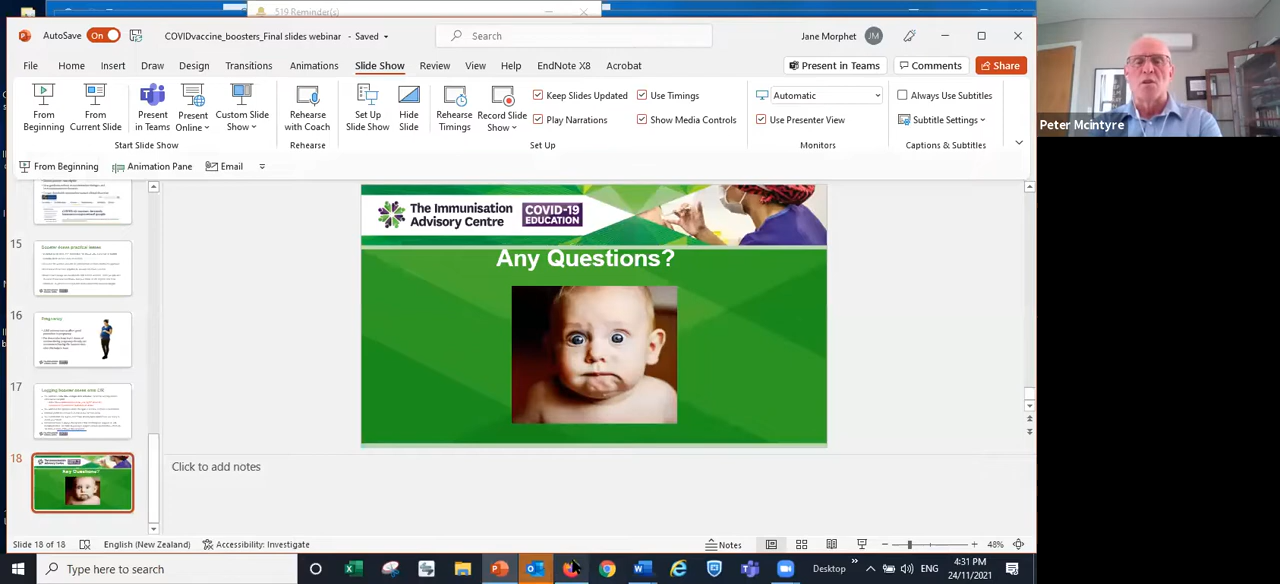 519 Reminder(s)
AutoSave On
COVIDvaccine_boosters_Final slides webinar - Saved
Search
Jane Morphet JM
File Home Insert Draw Design Transitions Animations Slide Show Review View Help EndNote X8 Acrobat
Present in Teams Comments Share
From Beginning
From Current Slide
Present in Teams
Present Online
Custom Slide Show
Start Slide Show
Rehearse with Coach
Rehearse
Set Up Slide Show
Hide Slide
Rehearse Timings
Record Slide Show
Keep Slides Updated
Play Narrations
Use Timings
Show Media Controls
Set Up
Automatic
Use Presenter View
Monitors
Always Use Subtitles
Subtitle Settings
Captions & Subtitles
Peter Mcintyre
From Beginning Animation Pane Email
15
16
Pregnancy
17
18
Any Questions?
The Immunisation Advisory Centre
COVID-19 EDUCATION
Any Questions?
Click to add notes
Slide 18 of 18 English (New Zealand) Accessibility: Investigate
Notes
48%
Type here to search
Desktop
ENG
4:31 PM
24/11/2021